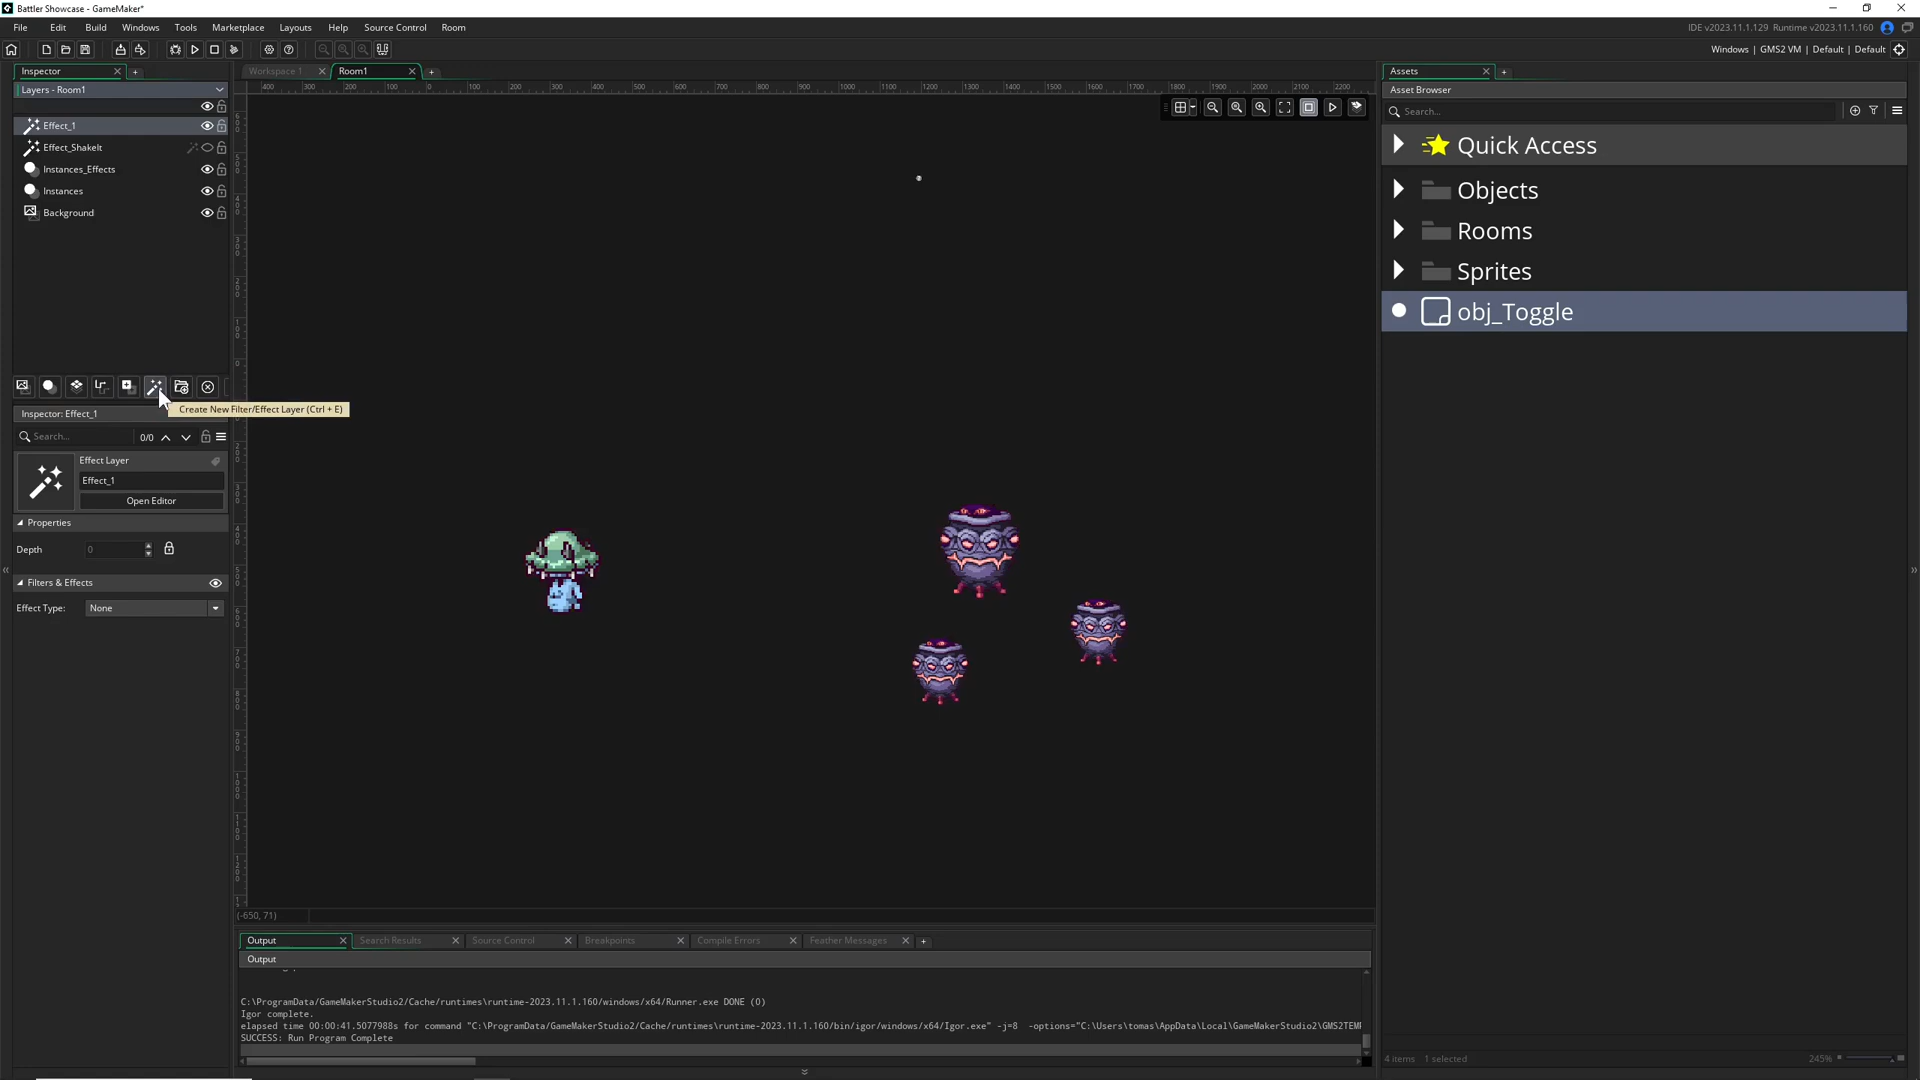 Battler Showcase - GameMaker*
File Edit Build Windows Tools Marketplace Layouts Help Source Control Room
IDE v2023.11.1.129 Runtime v2023.11.1.160
Windows | GMS2 VM | Default | Default
Inspector
Workspace 1
Room1
Assets
Layers - Room1
Asset Browser
Search...
Effect_1
Effect_ShakeIt
Instances_Effects
Instances
Background
Quick Access
Objects
Rooms
Sprites
obj_Toggle
Create New Filter/Effect Layer (Ctrl + E)
Inspector: Effect_1
Search... 0/0
Effect Layer
Effect_1
Open Editor
Properties
Depth 0
Filters & Effects
Effect Type: None
(-650, 71)
Output Search Results Source Control Breakpoints Compile Errors Feather Messages
Output
C:\ProgramData/GameMakerStudio2/Cache/runtimes\runtime-2023.11.1.160/windows/x64/Runner.exe DONE (0)
Igor complete.
elapsed time 00:00:41.5077988s for command "C:\ProgramData/GameMakerStudio2/Cache/runtimes\runtime-2023.11.1.160/bin/igor/windows/x64/Igor.exe" -j=8 -options="C:\Users\tomas\AppData\Local\GameMakerStudio2\GMS2TEMP
SUCCESS: Run Program Complete
4 items 1 selected
245%